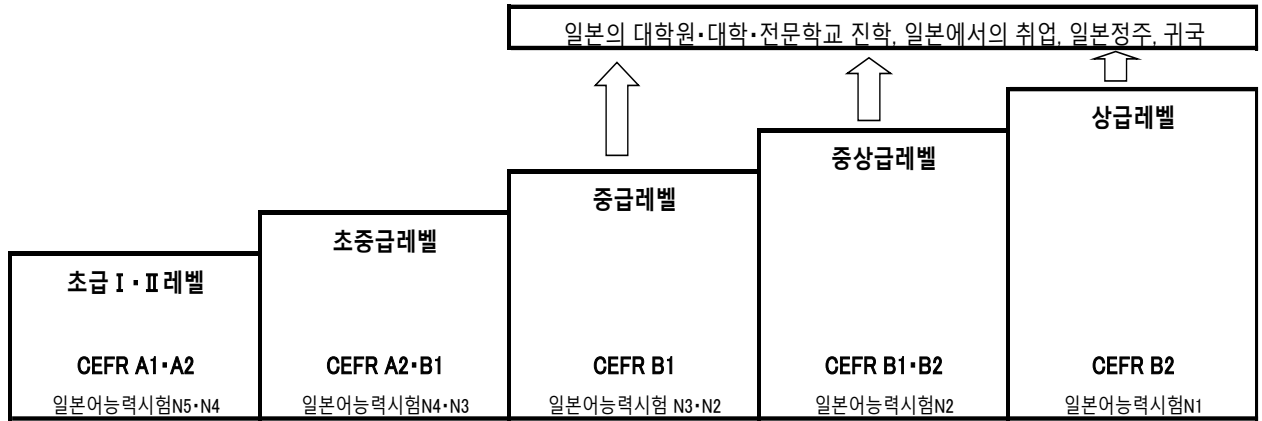 일본의 대학원・대학・전문학교 진학, 일본에서의 취업, 일본정주, 귀국
상급레벨
중상급레벨
중급레벨
초중급레벨
초급Ⅰ・Ⅱ레벨
CEFR A1・A2
CEFR A2・B1
CEFR B1
CEFR B1・B2
CEFR B2
일본어능력시험N5・N4
일본어능력시험N4・N3
일본어능력시험 N3・N2
일본어능력시험N2
일본어능력시험N1